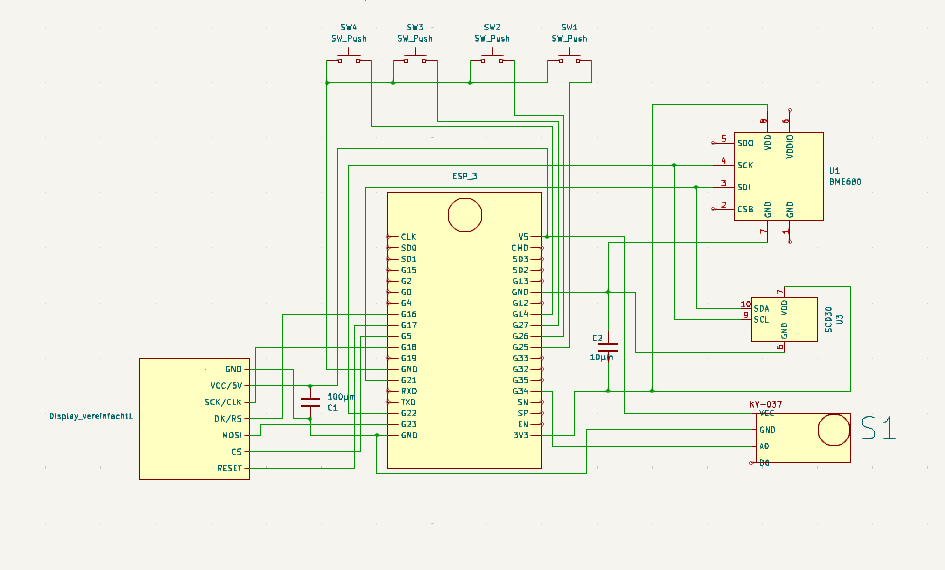 SW4
SW_Push
SW3
SW_Push
SW2
SW_Push
SW1
SW_Push
ESP_3
CLK
SD0
SD1
G15
G2
G0
G4
G16
G17
G5
G18
G19
GND
G21
RXD
TXD
G22
G23
GND
V5
CMD
SD3
SD2
G13
GND
G12
G14
G27
G26
G25
G33
G32
G35
G34
SN
SP
EN
3V3
Display_vereinfacht1
GND
VCC/5V
SCK/CLK
DK/RS
MOSI
CS
RESET
100µm
C1
C2
10µm
8
6
VDD
VDDIO
5
SDO
4
SCK
3
SDI
2
CSB
GND
GND
7
1
U1
BME680
7
VDD
10
SDA
9
SCL
GND
6
SCD30
U3
KY-037
VCC
GND
AO
DO
S1